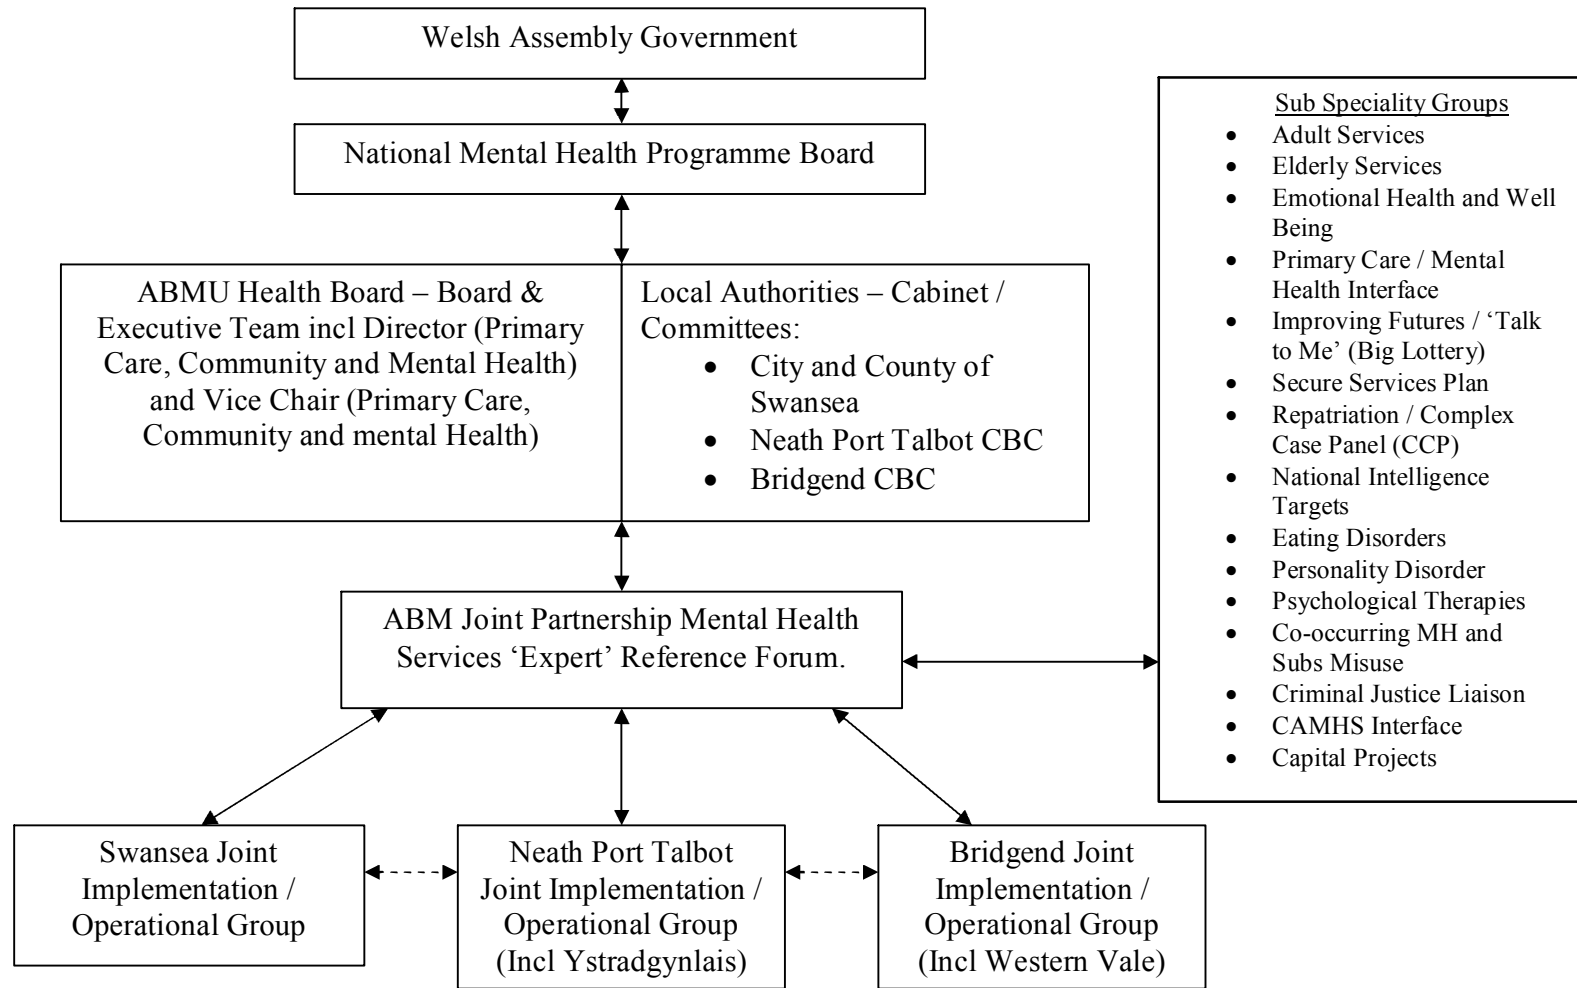 Welsh Assembly Government
National Mental Health Programme Board
ABMU Health Board – Board &
Executive Team incl Director (Primary
Care, Community and Mental Health)
and Vice Chair (Primary Care,
Community and mental Health)
Local Authorities – Cabinet /
Committees:
• City and County of
Swansea
• Neath Port Talbot CBC
• Bridgend CBC
ABM Joint Partnership Mental Health
Services ‘Expert’ Reference Forum.
Sub Speciality Groups
• Adult Services
• Elderly Services
• Emotional Health and Well
Being
• Primary Care / Mental
Health Interface
• Improving Futures / ‘Talk
to Me’ (Big Lottery)
• Secure Services Plan
• Repatriation / Complex
Case Panel (CCP)
• National Intelligence
Targets
• Eating Disorders
• Personality Disorder
• Psychological Therapies
• Co-occurring MH and
Subs Misuse
• Criminal Justice Liaison
• CAMHS Interface
• Capital Projects
Swansea Joint
Implementation /
Operational Group
Neath Port Talbot
Joint Implementation /
Operational Group
(Incl Ystradgynlais)
Bridgend Joint
Implementation /
Operational Group
(Incl Western Vale)